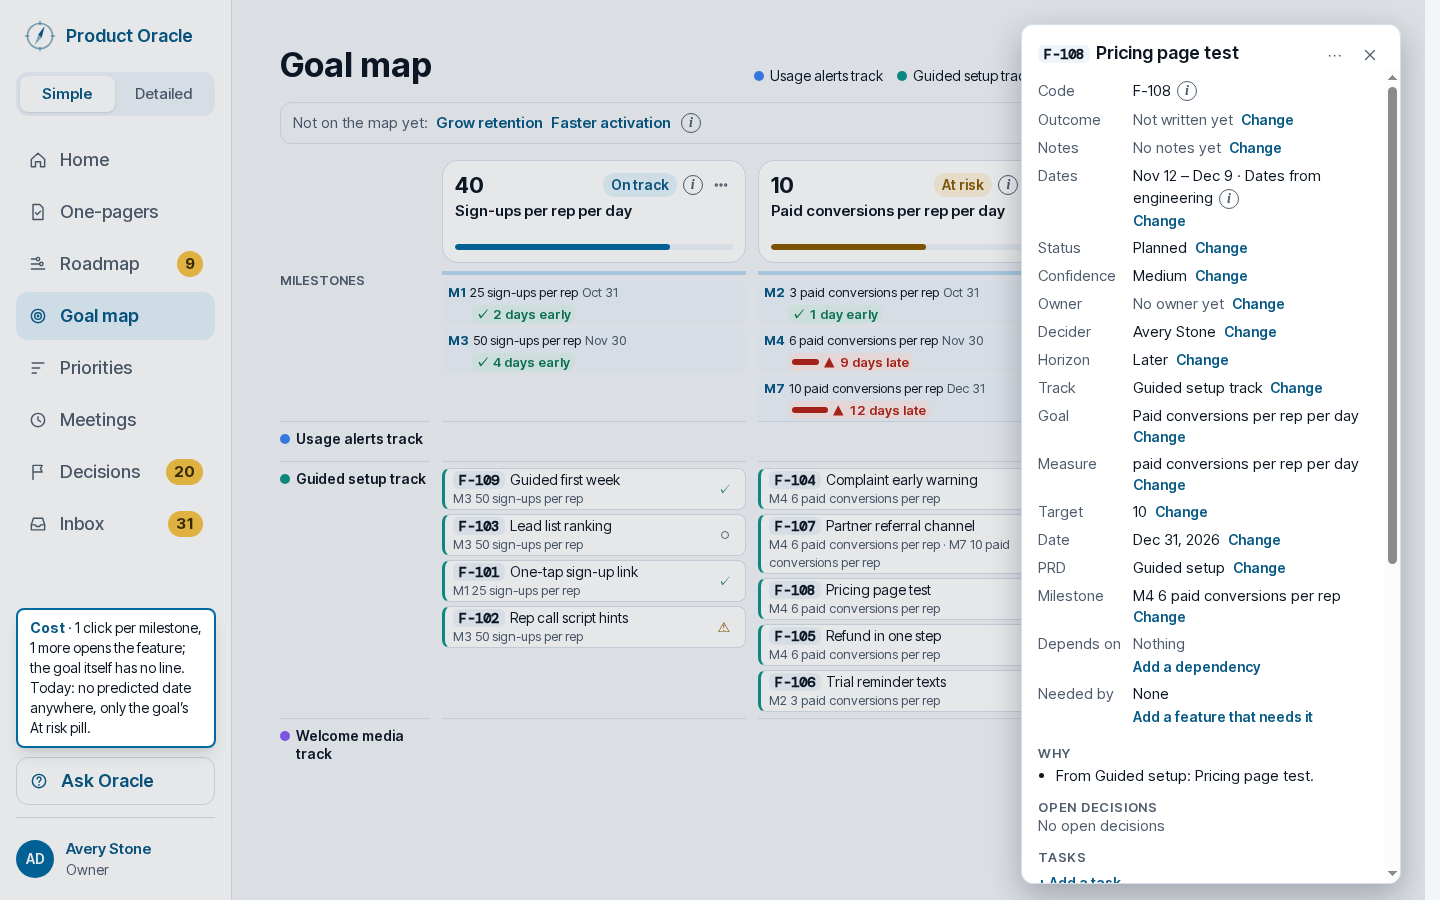 Product Oracle
Simple
Detailed
Home
One-pagers
Roadmap
9
Goal map
Priorities
Meetings
Decisions
20
Inbox
31
Cost · 1 click per milestone,
1 more opens the feature;
the goal itself has no line.
Today: no predicted date
anywhere, only the goal's
At risk pill.
Ask Oracle
AD
Avery Stone
Owner
Goal map
Usage alerts track
Guided setup trac
Not on the map yet: Grow retention Faster activation i
40
On track
i
Sign-ups per rep per day
10
At risk
i
Paid conversions per rep per day
MILESTONES
M1 25 sign-ups per rep Oct 31
✓ 2 days early
M3 50 sign-ups per rep Nov 30
✓ 4 days early
M2 3 paid conversions per rep Oct 31
✓ 1 day early
M4 6 paid conversions per rep Nov 30
▲ 9 days late
M7 10 paid conversions per rep Dec 31
▲ 12 days late
Usage alerts track
Guided setup track
F-109 Guided first week
M3 50 sign-ups per rep
F-103 Lead list ranking
M3 50 sign-ups per rep
F-101 One-tap sign-up link
M1 25 sign-ups per rep
F-102 Rep call script hints
M3 50 sign-ups per rep
F-104 Complaint early warning
M4 6 paid conversions per rep
F-107 Partner referral channel
M4 6 paid conversions per rep · M7 10 paid
conversions per rep
F-108 Pricing page test
M4 6 paid conversions per rep
F-105 Refund in one step
M4 6 paid conversions per rep
F-106 Trial reminder texts
M2 3 paid conversions per rep
Welcome media
track
F-108 Pricing page test
Code F-108 i
Outcome Not written yet Change
Notes No notes yet Change
Dates Nov 12 – Dec 9 · Dates from
engineering i
Change
Status Planned Change
Confidence Medium Change
Owner No owner yet Change
Decider Avery Stone Change
Horizon Later Change
Track Guided setup track Change
Goal Paid conversions per rep per day
Change
Measure paid conversions per rep per day
Change
Target 10 Change
Date Dec 31, 2026 Change
PRD Guided setup Change
Milestone M4 6 paid conversions per rep
Change
Depends on Nothing
Add a dependency
Needed by None
Add a feature that needs it
WHY
• From Guided setup: Pricing page test.
OPEN DECISIONS
No open decisions
TASKS
+ Add a task